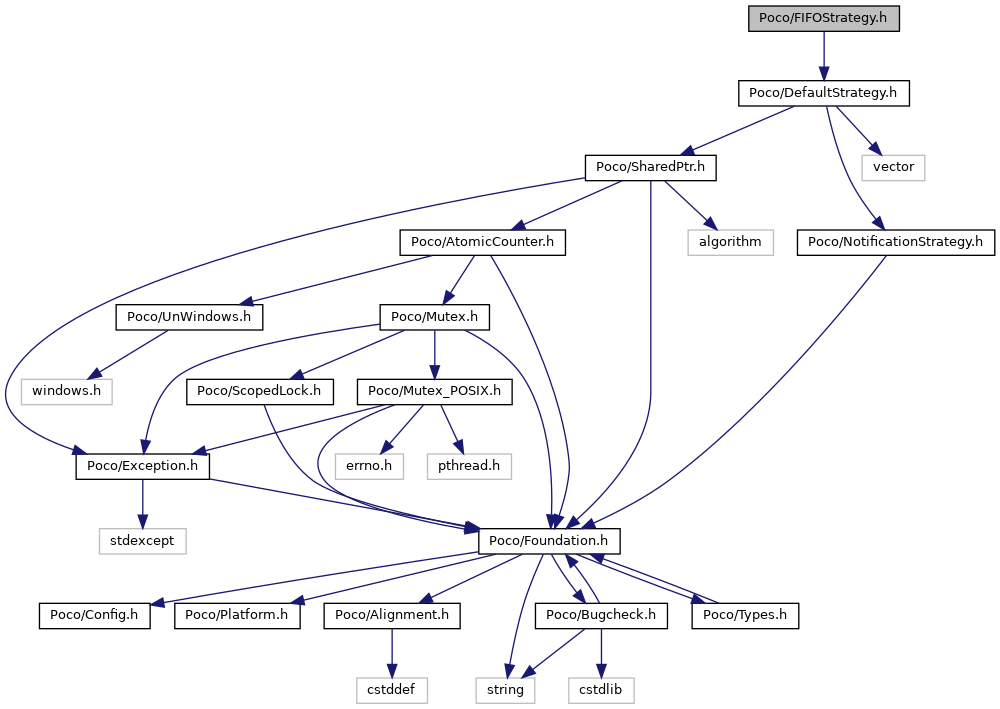 Poco/FIFOStrategy.h
Poco/DefaultStrategy.h
Poco/SharedPtr.h
vector
Poco/AtomicCounter.h
algorithm
Poco/NotificationStrategy.h
Poco/UnWindows.h
Poco/Mutex.h
windows.h
Poco/ScopedLock.h
Poco/Mutex_POSIX.h
Poco/Exception.h
errno.h
pthread.h
stdexcept
Poco/Foundation.h
Poco/Config.h
Poco/Platform.h
Poco/Alignment.h
Poco/Bugcheck.h
Poco/Types.h
cstddef
string
cstdlib